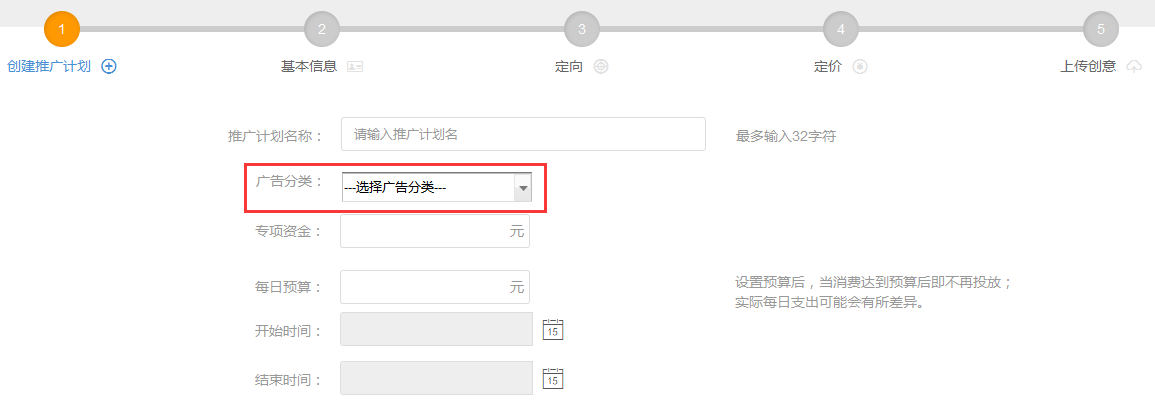 1 2 3 4 5
创建推广计划 基本信息 定向 定价 上传创意
推广计划名称： 请输入推广计划名 最多输入32字符
广告分类： ---选择广告分类---
专项资金： 元
每日预算： 元 设置预算后，当消费达到预算后即不再投放；
实际每日支出可能会有所差异。
开始时间： 15
结束时间： 15